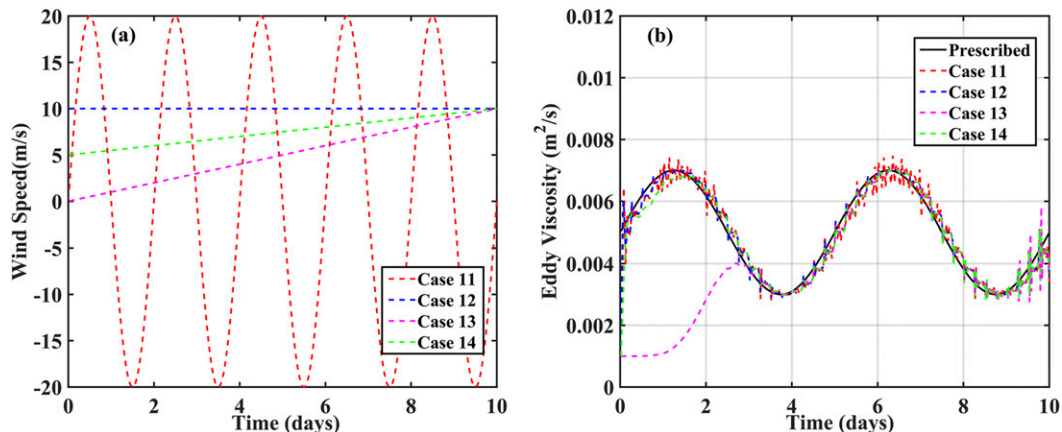 (a)
Wind Speed(m/s)
20
15
10
5
0
-5
-10
-15
-20
Case 11
Case 12
Case 13
Case 14
0 2 4 6 8 10
Time (days)
(b)
Eddy Viscosity (m²/s)
0.012
0.01
0.008
0.006
0.004
0.002
0
Prescribed
Case 11
Case 12
Case 13
Case 14
0 2 4 6 8 10
Time (days)